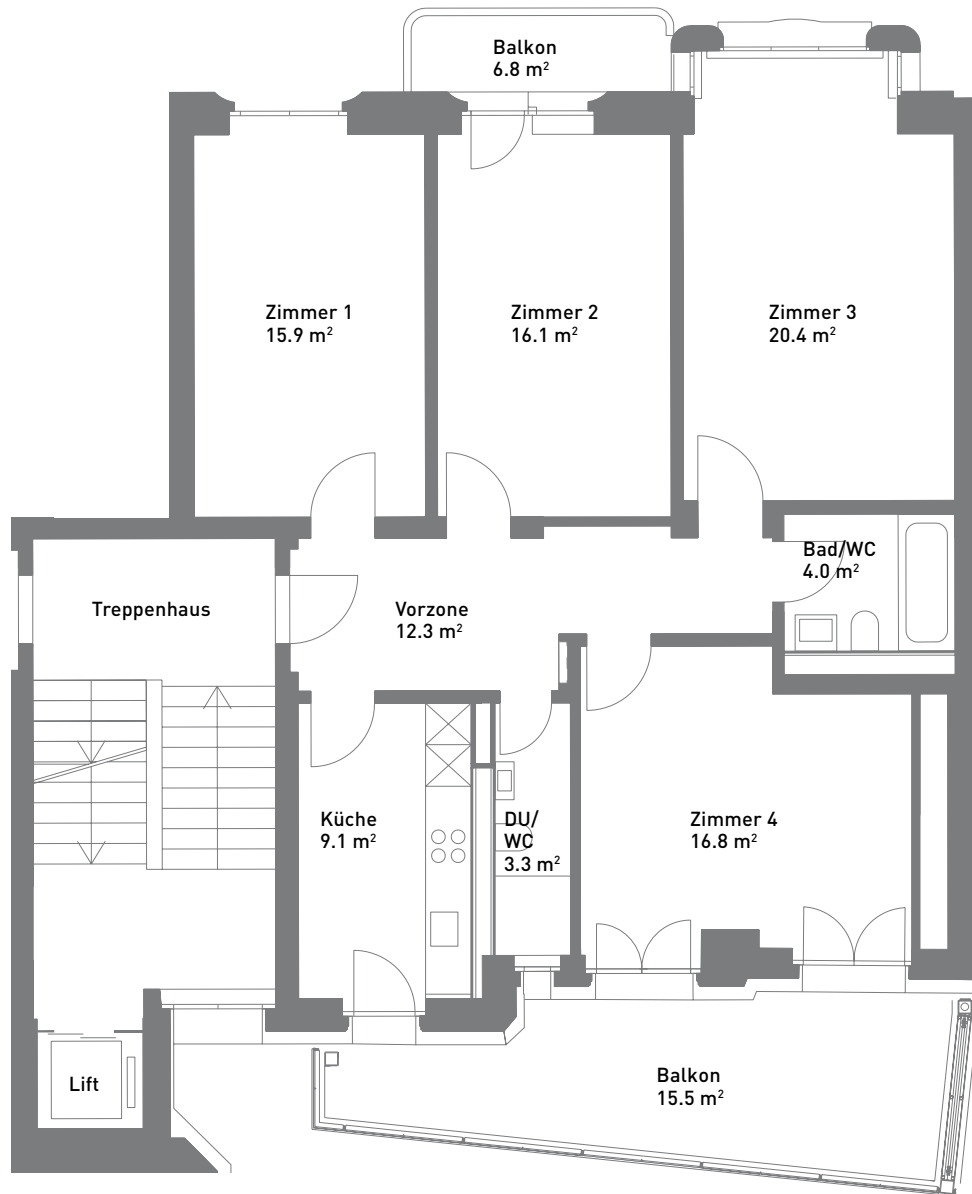 Balkon
6.8 m²
Zimmer 1
15.9 m²
Zimmer 2
16.1 m²
Zimmer 3
20.4 m²
Bad/WC
4.0 m²
Treppenhaus
Vorzone
12.3 m²
Küche
9.1 m²
DU/
WC
3.3 m²
Zimmer 4
16.8 m²
Lift
Balkon
15.5 m²